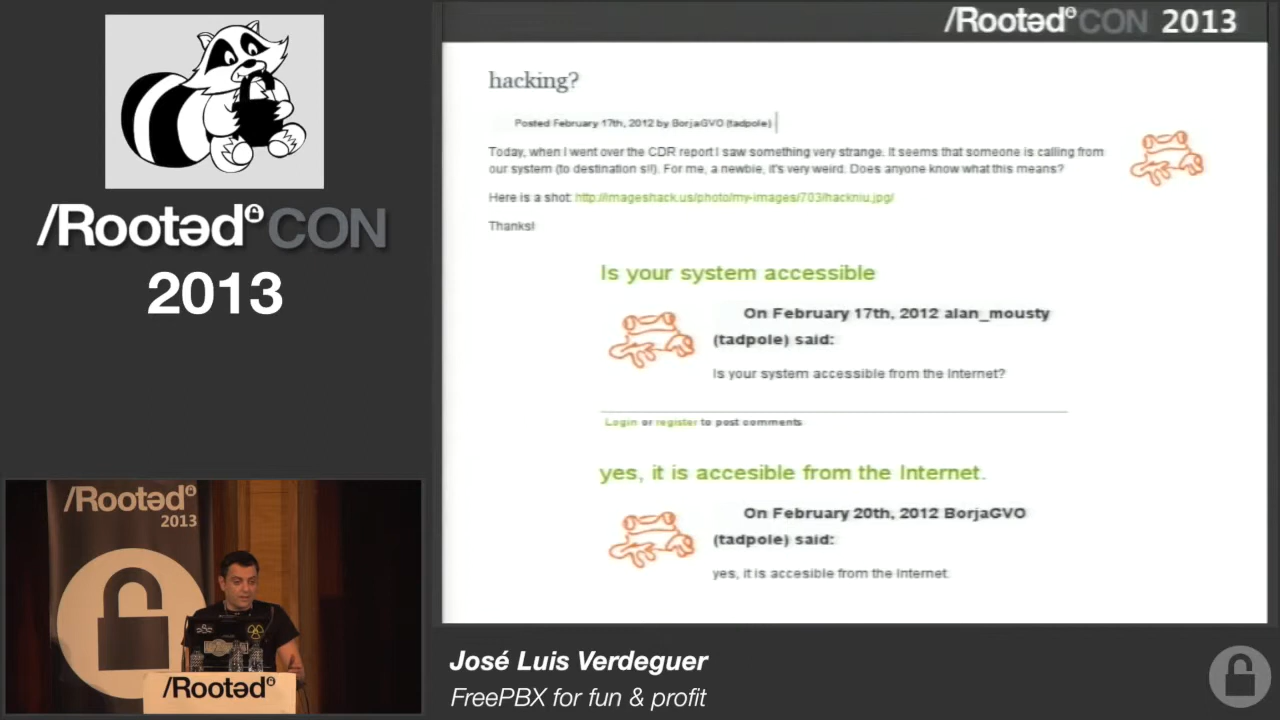 /RootedCON 2013
hacking?
Posted February 17th, 2012 by BorjaGVO (tadpole)
Today, when I went over the CDR report I saw something very strange. It seems that someone is calling from
our system (to destination s!!). For me, a newbie, it's very weird. Does anyone know what this means?
Here is a shot: http://imageshack.us/photo/my-images/703/hackniu.jpg/
Thanks!
Is your system accessible
On February 17th, 2012 alan_mousty
(tadpole) said:
Is your system accessible from the Internet?
Login or register to post comments
yes, it is accesible from the Internet.
On February 20th, 2012 BorjaGVO
(tadpole) said:
yes, it is accesible from the Internet.
/Rootəd CON
2013
/Rootəd
2013
/Rootəd
José Luis Verdeguer
FreePBX for fun & profit